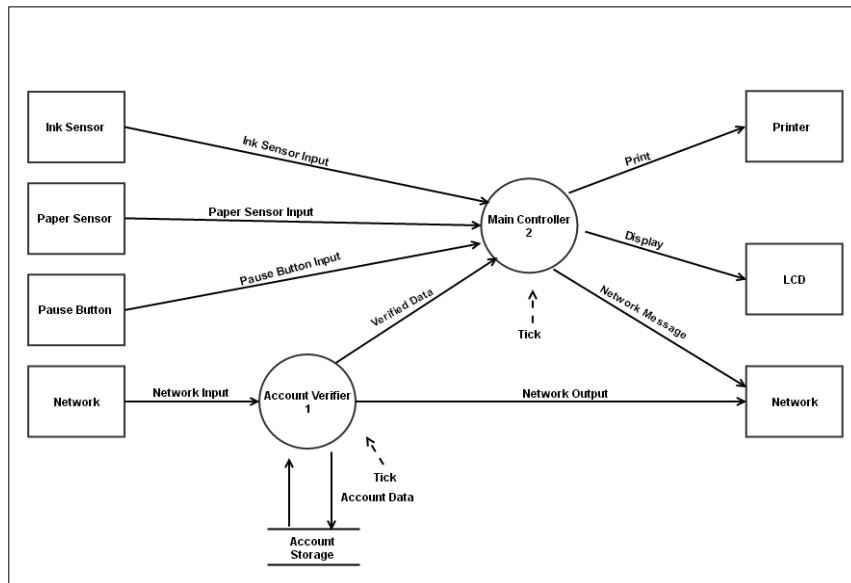 Ink Sensor
Ink Sensor Input
Print
Printer
Paper Sensor
Paper Sensor Input
Main Controller
2
Display
LCD
Pause Button
Pause Button Input
Verified Data
Tick
Network Message
Network
Network Input
Account Verifier
1
Network Output
Network
Tick
Account Data
Account
Storage